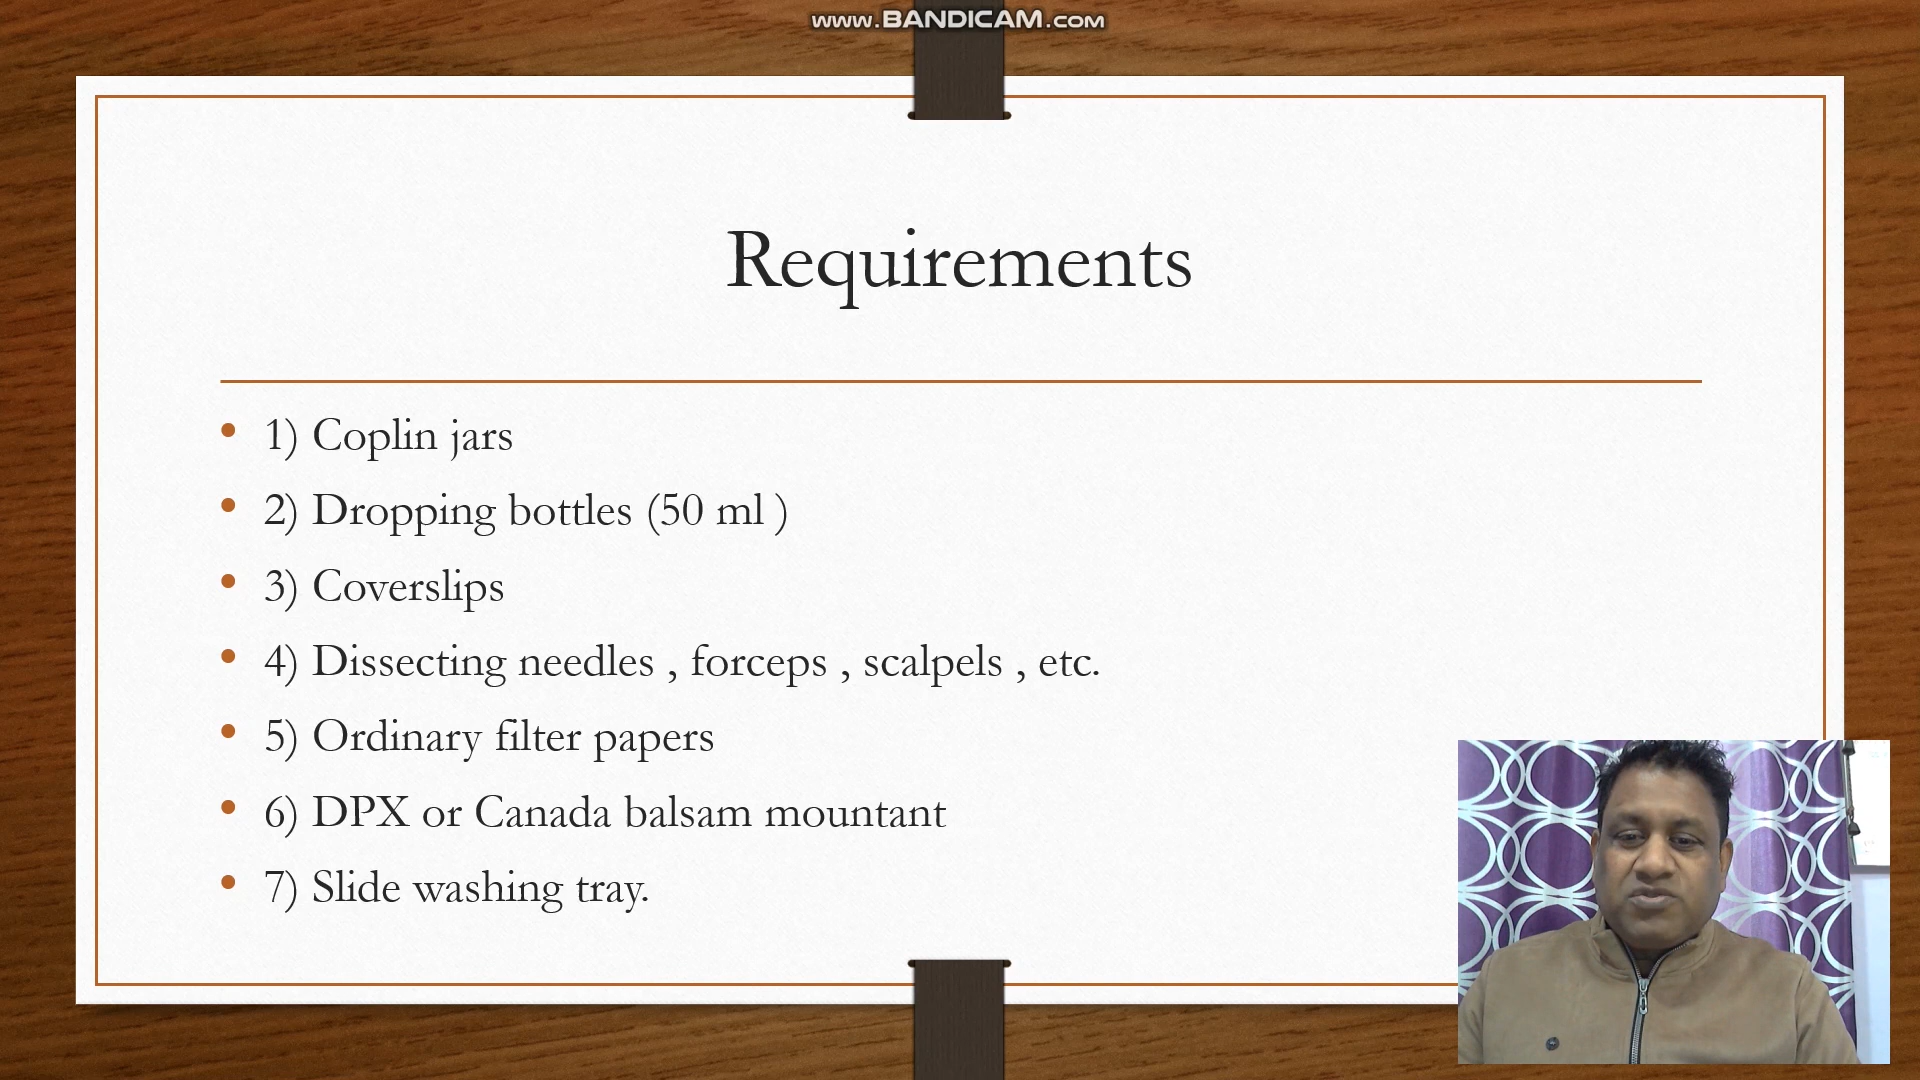 www.BANDICAM.com
Requirements
• 1) Coplin jars
• 2) Dropping bottles (50 ml )
• 3) Coverslips
• 4) Dissecting needles , forceps , scalpels , etc.
• 5) Ordinary filter papers
• 6) DPX or Canada balsam mountant
• 7) Slide washing tray.